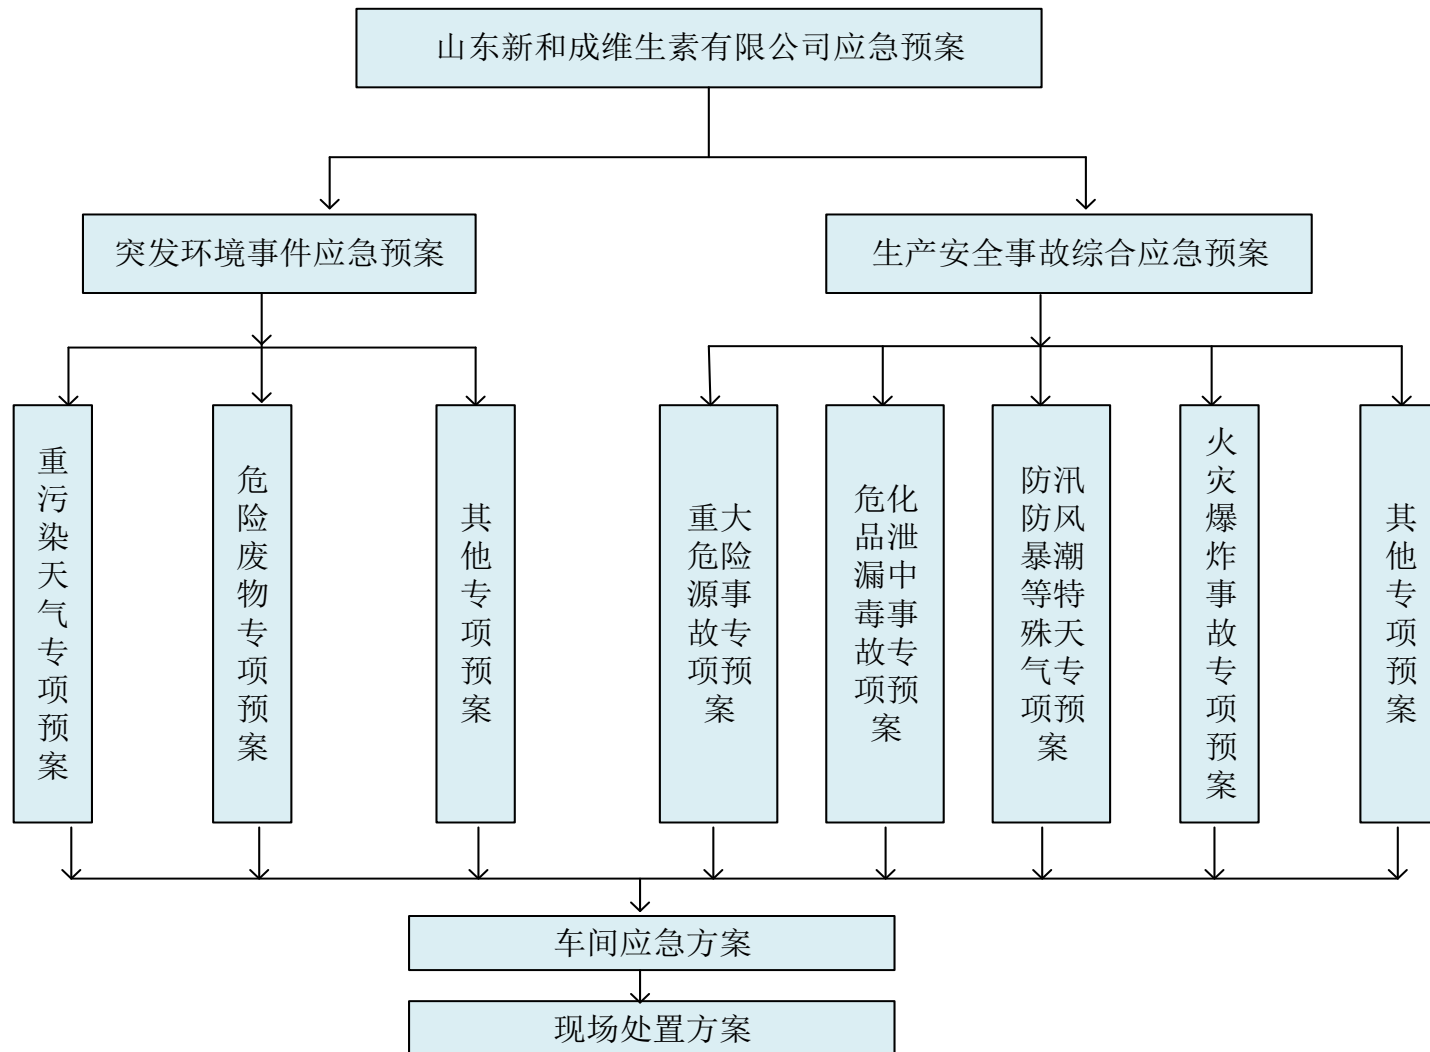 山东新和成维生素有限公司应急预案
突发环境事件应急预案
生产安全事故综合应急预案
重污染天气专项预案
危险废物专项预案
其他专项预案
重大
危险
源事
故专
项预
案
危化
品泄
漏中
毒事
故专
项预
案
防汛
防风
暴潮
等特
殊天
气专
项预
案
火灾爆炸事故专项预案
其他专项预案
车间应急方案
现场处置方案